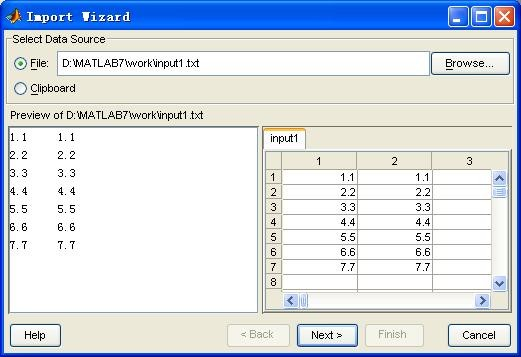 Import Wizard
Select Data Source
File: D:\MATLAB7\work\input1.txt Browse...
Clipboard
Preview of D:\MATLAB7\work\input1.txt
1.1 1.1
2.2 2.2
3.3 3.3
4.4 4.4
5.5 5.5
6.6 6.6
7.7 7.7
input1
1 2 3
1 1.1 1.1
2 2.2 2.2
3 3.3 3.3
4 4.4 4.4
5 5.5 5.5
6 6.6 6.6
7 7.7 7.7
8
Help < Back Next > Finish Cancel